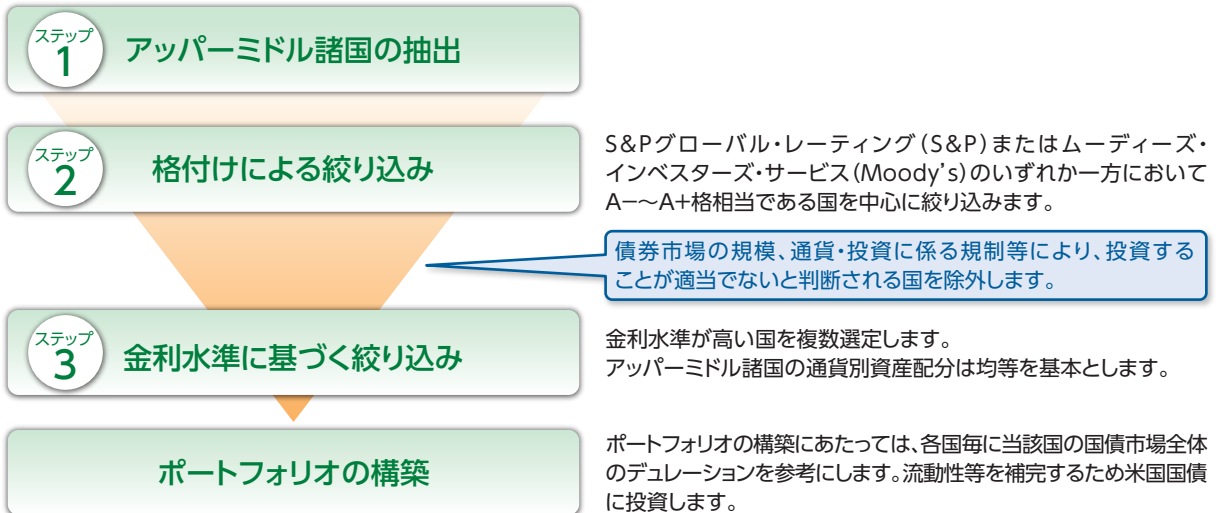 ステップ
1
アッパーミドル諸国の抽出
ステップ
2
格付けによる絞り込み
S&Pグローバル・レーティング(S&P)またはムーディーズ・
インベスターズ・サービス(Moody's)のいずれか一方において
A−〜A+格相当である国を中心に絞り込みます。
債券市場の規模、通貨・投資に係る規制等により、投資する
ことが適当でないと判断される国を除外します。
ステップ
3
金利水準に基づく絞り込み
金利水準が高い国を複数選定します。
アッパーミドル諸国の通貨別資産配分は均等を基本とします。
ポートフォリオの構築
ポートフォリオの構築にあたっては、各国毎に当該国の国債市場全体
のデュレーションを参考にします。流動性等を補完するため米国国債
に投資します。